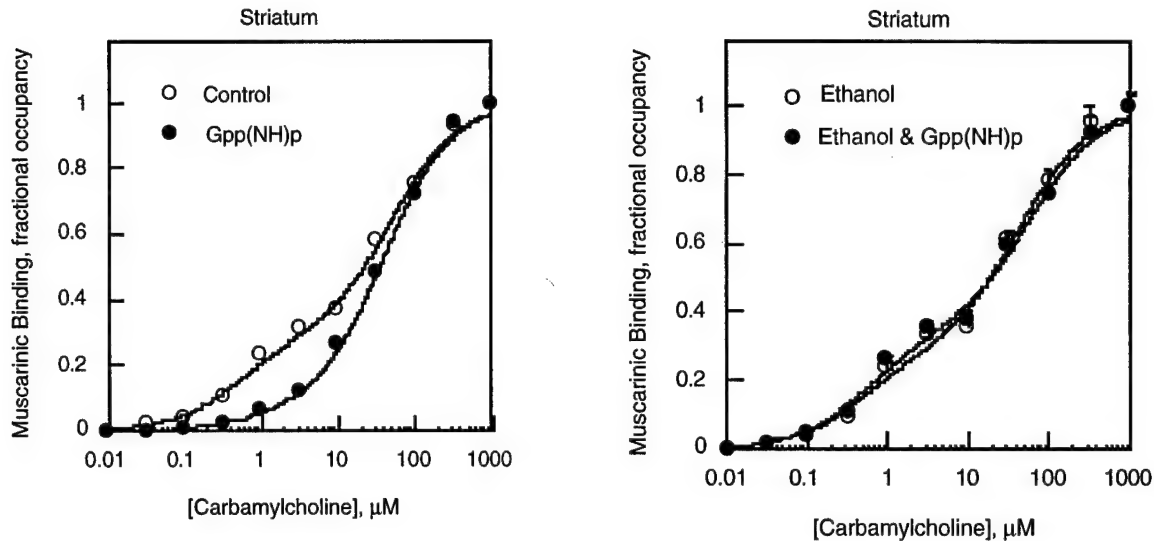 Striatum
Muscarinic Binding, fractional occupancy
1
0.8
0.6
0.4
0.2
0
Control
Gpp(NH)p
0.01 0.1 1 10 100 1000
[Carbamylcholine], μM
Striatum
Muscarinic Binding, fractional occupancy
1
0.8
0.6
0.4
0.2
0
Ethanol
Ethanol & Gpp(NH)p
0.01 0.1 1 10 100 1000
[Carbamylcholine], μM